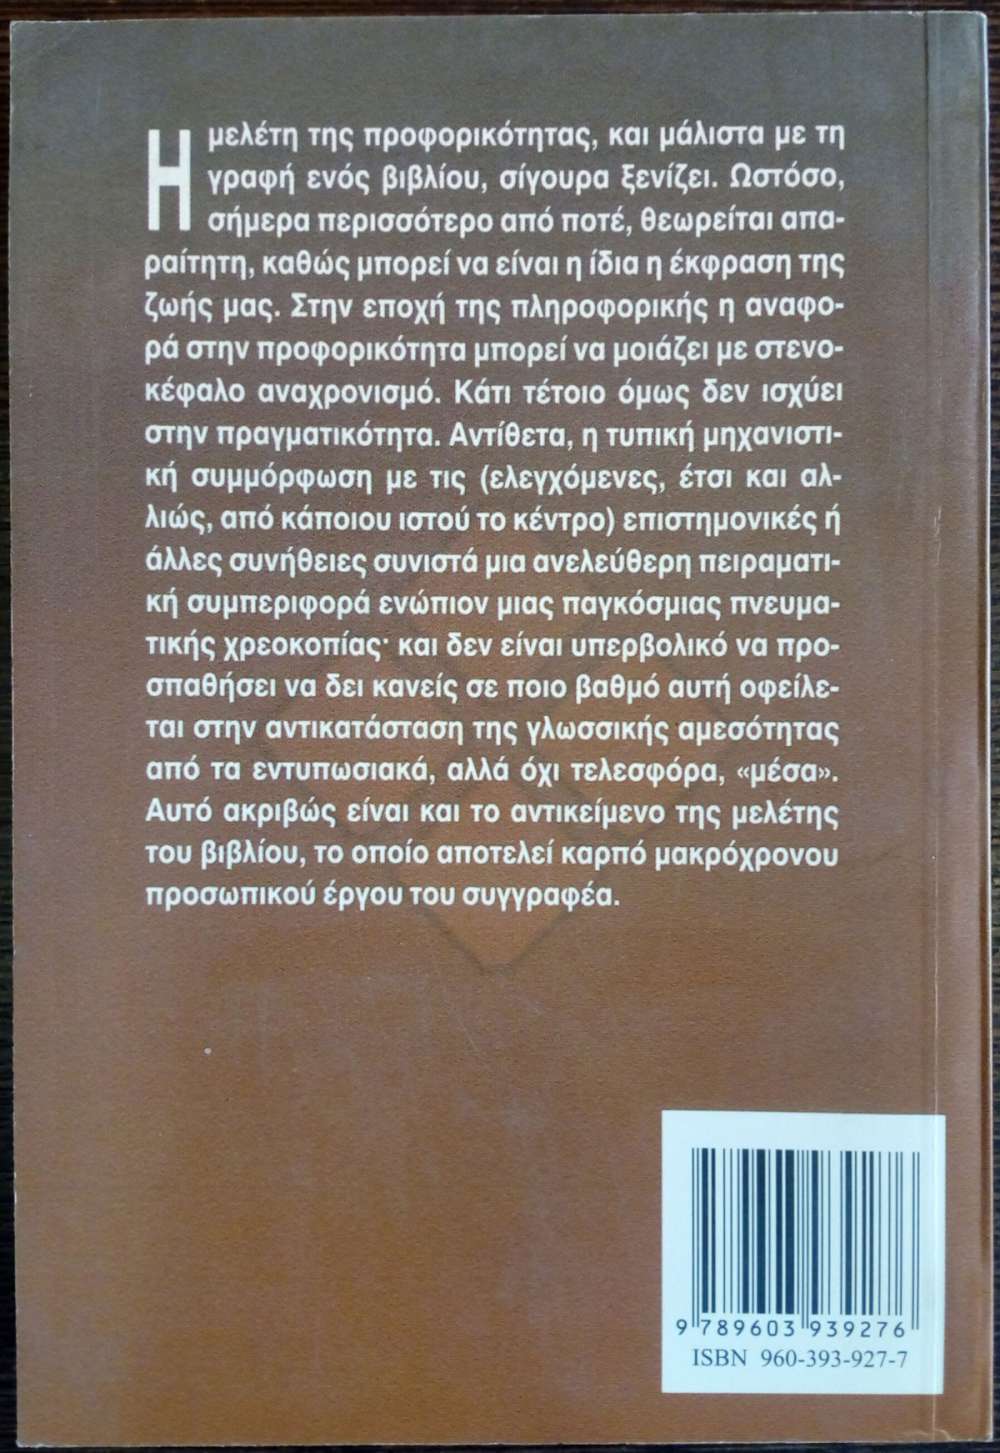 Η μελέτη της προφορικότητας, και μάλιστα με τη
γραφή ενός βιβλίου, σίγουρα ξενίζει. Ωστόσο,
σήμερα περισσότερο από ποτέ, θεωρείται απα-
ραίτητη, καθώς μπορεί να είναι η ίδια η έκφραση της
ζωής μας. Στην εποχή της πληροφορικής η αναφο-
ρά στην προφορικότητα μπορεί να μοιάζει με στενο-
κέφαλο αναχρονισμό. Κάτι τέτοιο όμως δεν ισχύει
στην πραγματικότητα. Αντίθετα, η τυπική μηχανιστι-
κή συμμόρφωση με τις (ελεγχόμενες, έτσι και αλ-
λιώς, από κάποιου ιστού το κέντρο) επιστημονικές ή
άλλες συνήθειες συνιστά μια ανελεύθερη πειραματι-
κή συμπεριφορά ενώπιον μιας παγκόσμιας πνευμα-
τικής χρεοκοπίας· και δεν είναι υπερβολικό να προ-
σπαθήσει να δει κανείς σε ποιο βαθμό αυτή οφείλε-
ται στην αντικατάσταση της γλωσσικής αμεσότητας
από τα εντυπωσιακά, αλλά όχι τελεσφόρα, «μέσα».
Αυτό ακριβώς είναι και το αντικείμενο της μελέτης
του βιβλίου, το οποίο αποτελεί καρπό μακρόχρονου
προσωπικού έργου του συγγραφέα.
9 789603 939276
ISBN 960-393-927-7